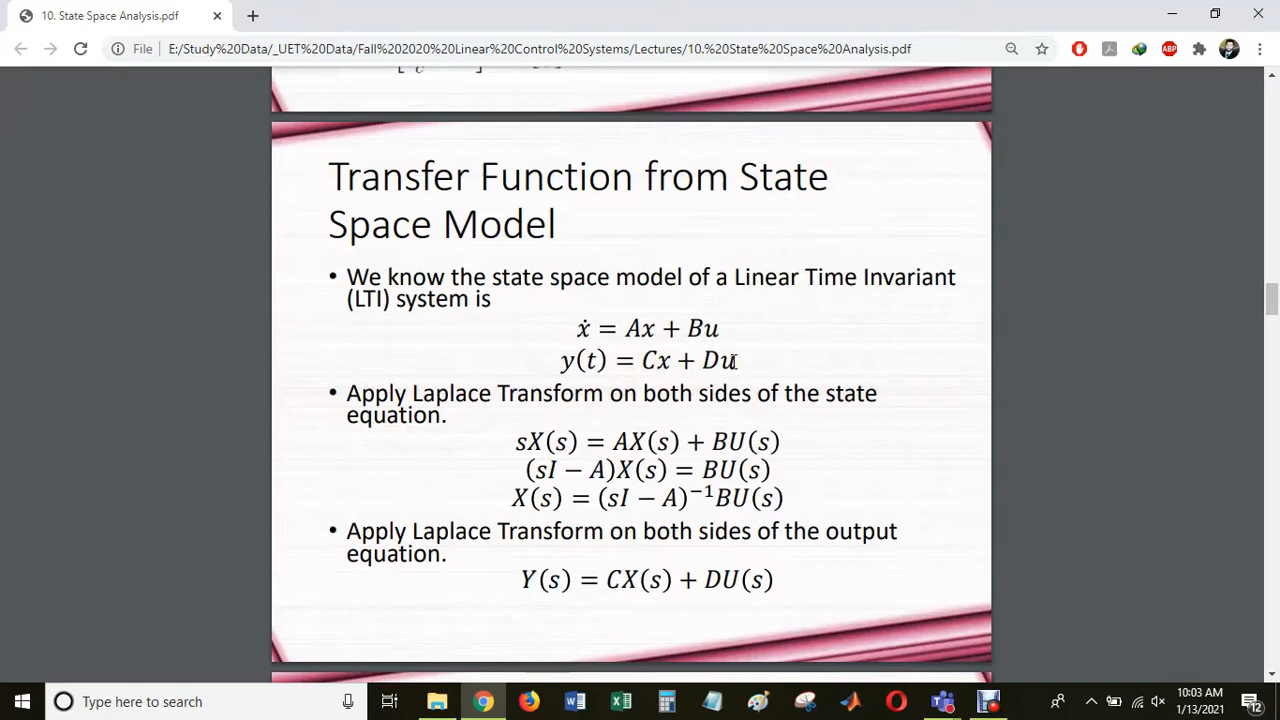 10. State Space Analysis.pdf
File E:/Study%20Data/_UET%20Data/Fall%202020%20Linear%20Control%20Systems/Lectures/10.%20State%20Space%20Analysis.pdf
ABP
Transfer Function from State
Space Model
• We know the state space model of a Linear Time Invariant
(LTI) system is
ẋ = Ax + Bu
y(t) = Cx + Du
• Apply Laplace Transform on both sides of the state
equation.
sX(s) = AX(s) + BU(s)
(sI − A)X(s) = BU(s)
X(s) = (sI − A)⁻¹BU(s)
• Apply Laplace Transform on both sides of the output
equation.
Y(s) = CX(s) + DU(s)
Type here to search
10:03 AM
1/13/2021
12